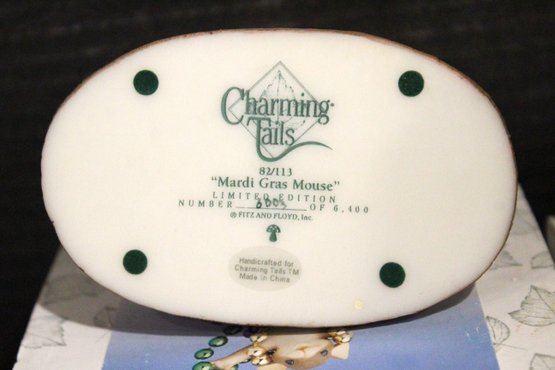 Charming
Tails
82/113
"Mardi Gras Mouse"
LIMITED EDITION
NUMBER OF 6,400
® FITZ AND FLOYD, Inc.
Handicrafted for
Charming Tails TM
Made in China